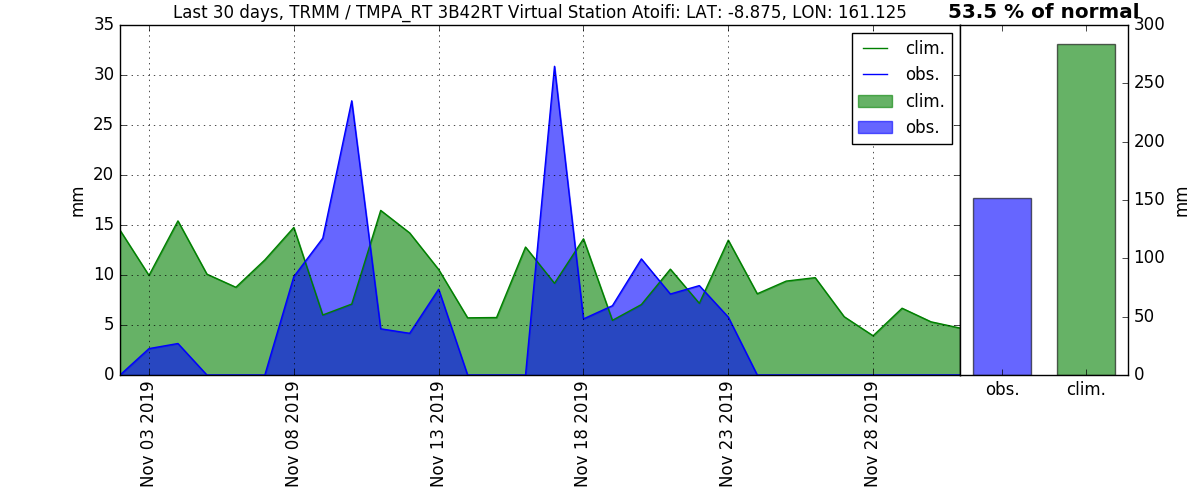 Last 30 days, TRMM / TMPA_RT 3B42RT Virtual Station Atoifi: LAT: -8.875, LON: 161.125
53.5 % of normal
35
30
25
20
15
10
5
0
mm
clim.
obs.
clim.
obs.
Nov 03 2019
Nov 08 2019
Nov 13 2019
Nov 18 2019
Nov 23 2019
Nov 28 2019
300
250
200
150
100
50
0
mm
obs.
clim.